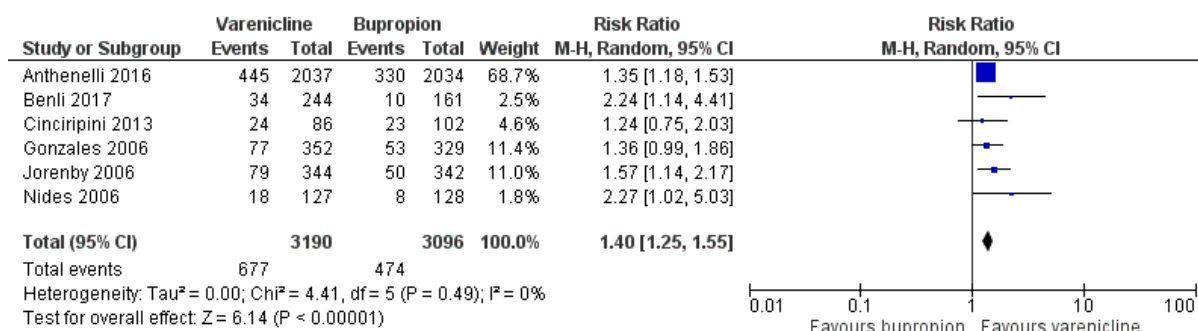 Varenicline Bupropion Risk Ratio Risk Ratio
Study or Subgroup Events Total Events Total Weight M-H, Random, 95% CI M-H, Random, 95% CI
Anthenelli 2016 445 2037 330 2034 68.7% 1.35 [1.18, 1.53]
Benli 2017 34 244 10 161 2.5% 2.24 [1.14, 4.41]
Cinciripini 2013 24 86 23 102 4.6% 1.24 [0.75, 2.03]
Gonzales 2006 77 352 53 329 11.4% 1.36 [0.99, 1.86]
Jorenby 2006 79 344 50 342 11.0% 1.57 [1.14, 2.17]
Nides 2006 18 127 8 128 1.8% 2.27 [1.02, 5.03]
Total (95% CI) 3190 3096 100.0% 1.40 [1.25, 1.55]
Total events 677 474
Heterogeneity: Tau² = 0.00; Chi² = 4.41, df = 5 (P = 0.49); I² = 0%
Test for overall effect: Z = 6.14 (P < 0.00001)
0.01 0.1 1 10 100
Favours bupropion Favours varenicline